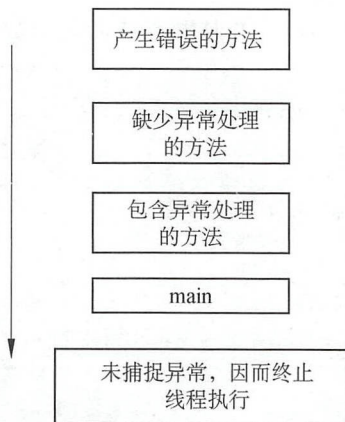 产生错误的方法
缺少异常处理
的方法
包含异常处理
的方法
main
未捕捉异常，因而终止
线程执行